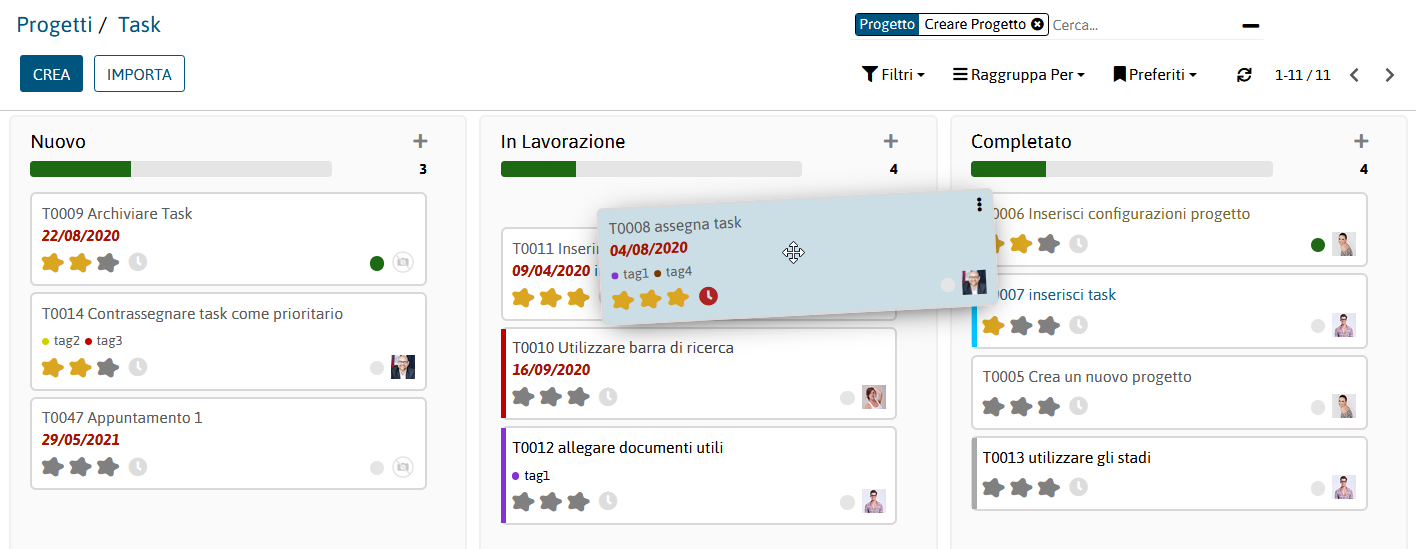 Progetti / Task
Progetto Creare Progetto Cerca...
CREA IMPORTA
Filtri Raggruppa Per Preferiti 1-11 / 11
Nuovo
3
T0009 Archiviare Task
22/08/2020
T0014 Contrassegnare task come prioritario
tag2 tag3
T0047 Appuntamento 1
29/05/2021
In Lavorazione
4
T0008 assegna task
04/08/2020
tag1 tag4
T0011
09/04/2020
T0010 Utilizzare barra di ricerca
16/09/2020
T0012 allegare documenti utili
tag1
Completato
4
Inserisci configurazioni progetto
inserisci task
T0005 Crea un nuovo progetto
T0013 utilizzare gli stadi